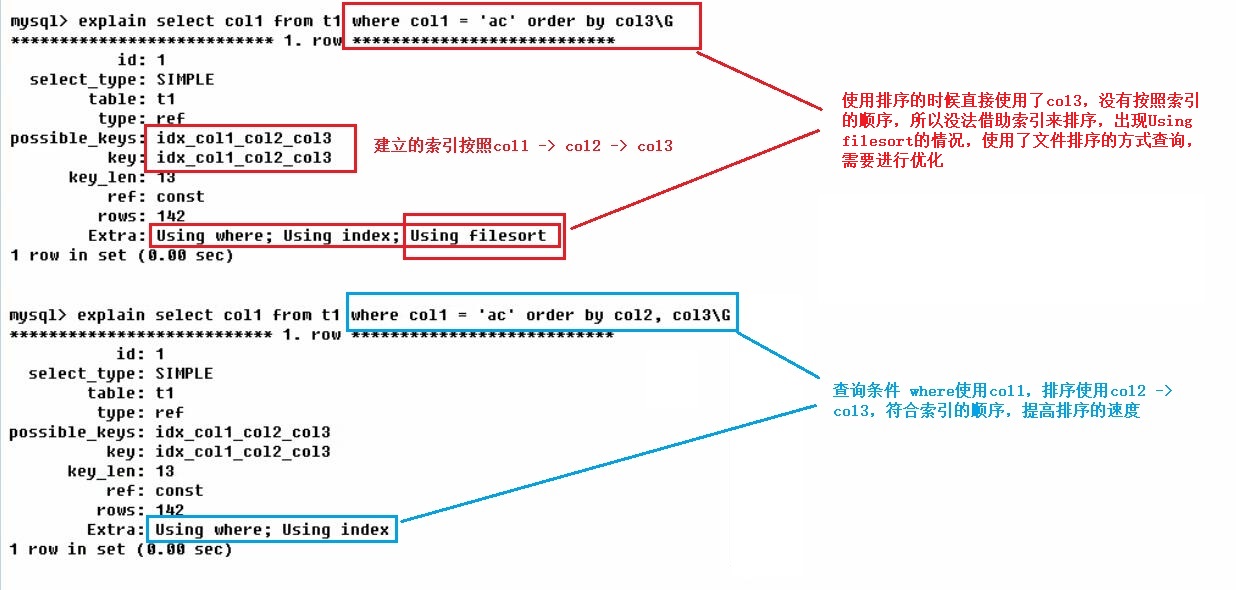 mysql> explain select col1 from t1 where col1 = 'ac' order by col3\G
*************************** 1. row ***************************
id: 1
select_type: SIMPLE
table: t1
type: ref
possible_keys: idx_col1_col2_col3
key: idx_col1_col2_col3
key_len: 13
ref: const
rows: 142
Extra: Using where; Using index; Using filesort
1 row in set (0.00 sec)
建立的索引按照col1 -> col2 -> col3
使用排序的时候直接使用了col3，没有按照索引
的顺序，所以没法借助索引来排序，出现Using
filesort的情况，使用了文件排序的方式查询，
需要进行优化
mysql> explain select col1 from t1 where col1 = 'ac' order by col2, col3\G
*************************** 1. row ***************************
id: 1
select_type: SIMPLE
table: t1
type: ref
possible_keys: idx_col1_col2_col3
key: idx_col1_col2_col3
key_len: 13
ref: const
rows: 142
Extra: Using where; Using index
1 row in set (0.00 sec)
查询条件 where使用col1，排序使用col2 ->
col3，符合索引的顺序，提高排序的速度